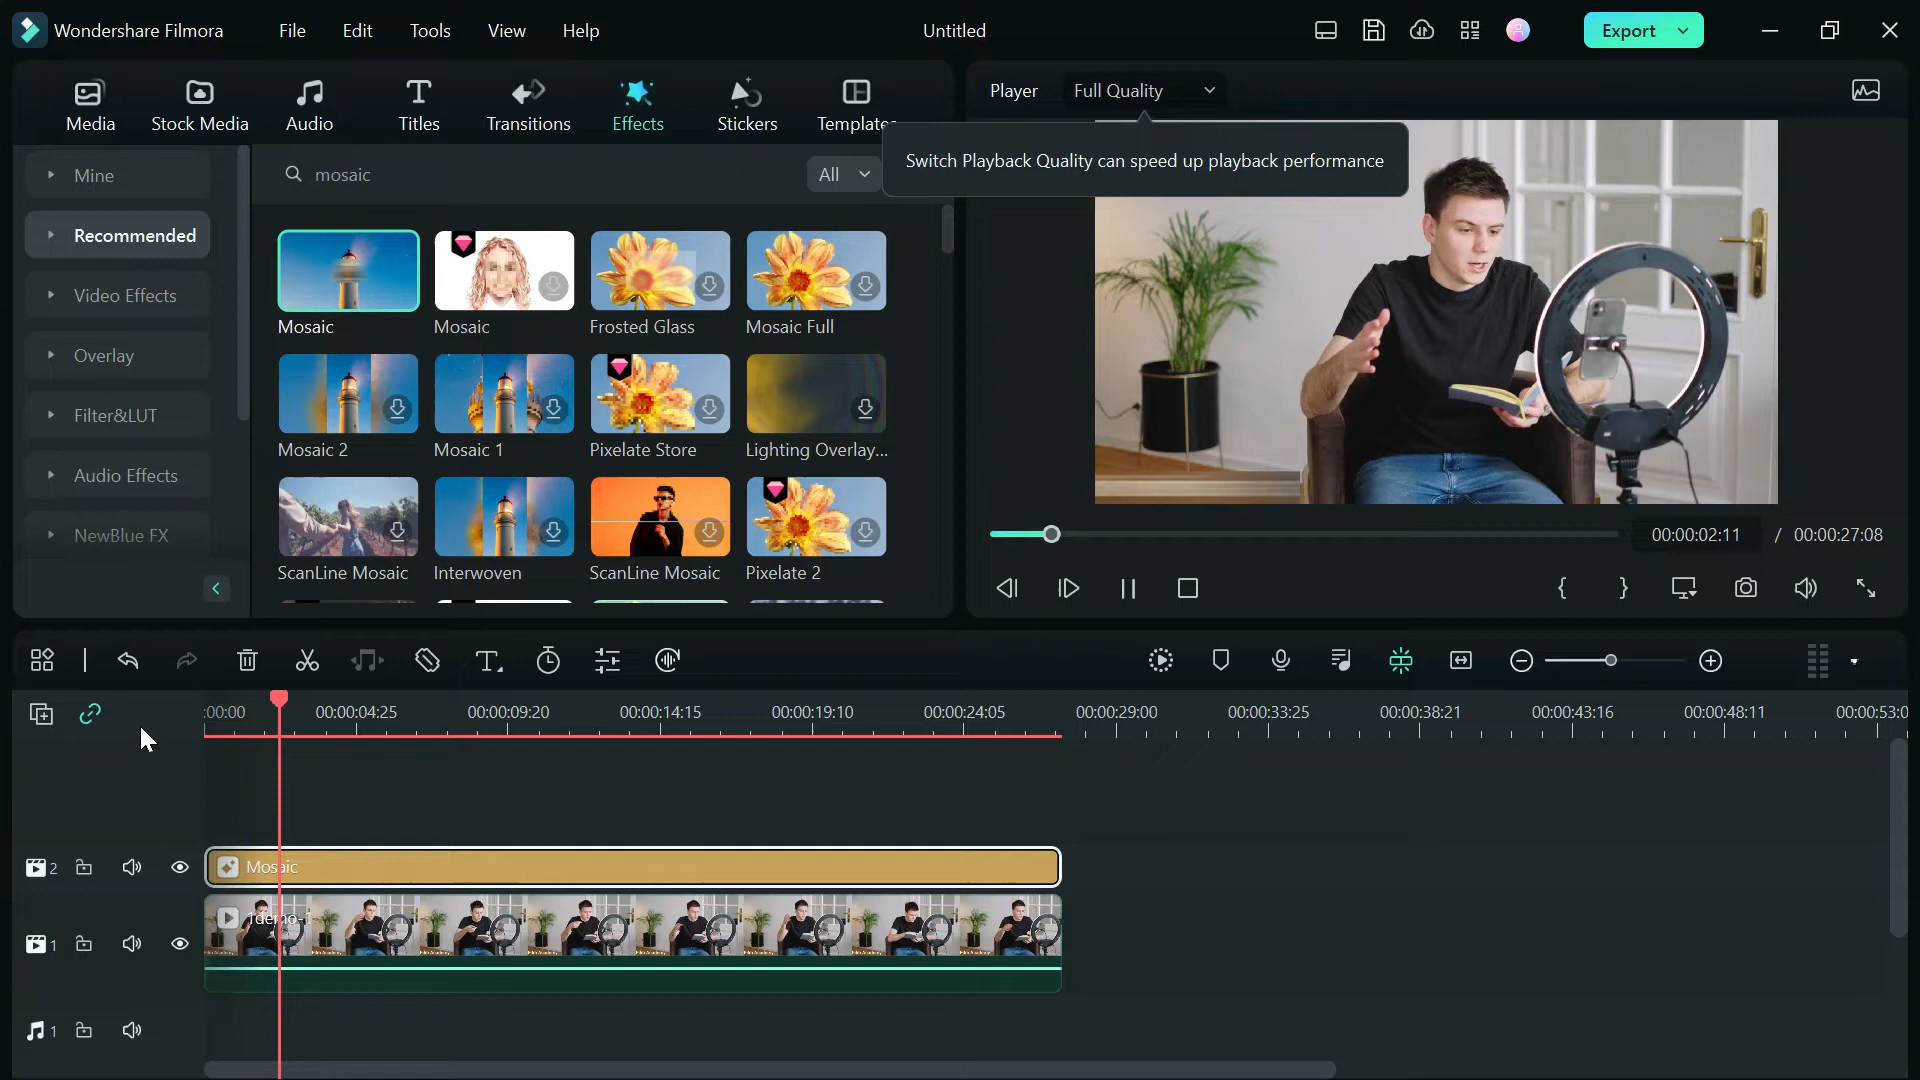 Wondershare Filmora
File
Edit
Tools
View
Help
Untitled
Export
Media
Stock Media
Audio
Titles
Transitions
Effects
Stickers
Templates
Player
Full Quality
Switch Playback Quality can speed up playback performance
Mine
Recommended
Video Effects
Overlay
Filter&LUT
Audio Effects
NewBlue FX
mosaic
All
Mosaic
Mosaic
Frosted Glass
Mosaic Full
Mosaic 2
Mosaic 1
Pixelate Store
Lighting Overlay...
ScanLine Mosaic
Interwoven
ScanLine Mosaic
Pixelate 2
00:00:02:11 / 00:00:27:08
:00:00
00:00:04:25
00:00:09:20
00:00:14:15
00:00:19:10
00:00:24:05
00:00:29:00
00:00:33:25
00:00:38:21
00:00:43:16
00:00:48:11
00:00:53:0
2
Mosaic
1demo-1
1
1